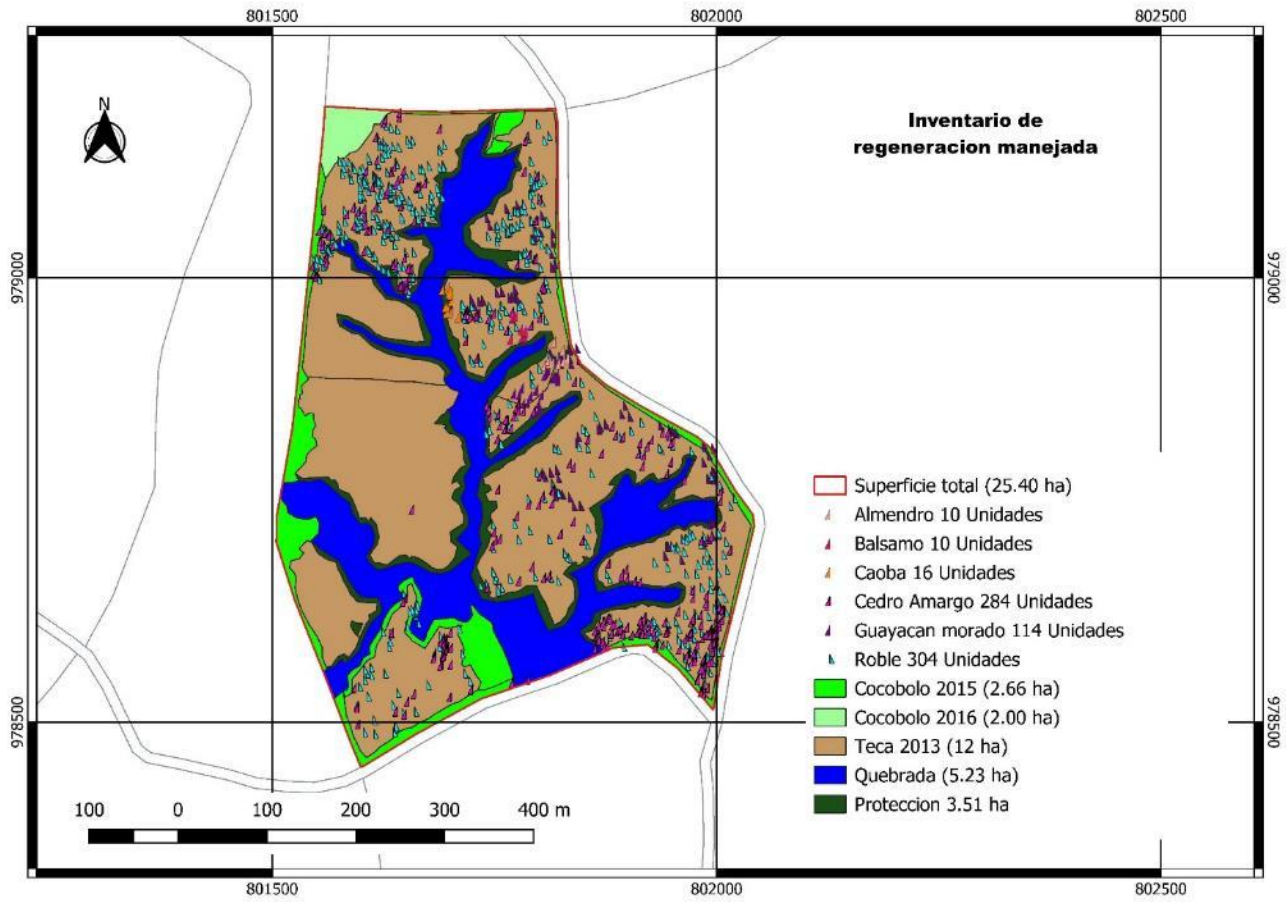 801500 802000 802500
N
Inventario de
regeneracion manejada
979000 979000
Superficie total (25.40 ha)
Almendro 10 Unidades
Balsamo 10 Unidades
Caoba 16 Unidades
Cedro Amargo 284 Unidades
Guayacan morado 114 Unidades
Roble 304 Unidades
Cocobolo 2015 (2.66 ha)
Cocobolo 2016 (2.00 ha)
978500 978500
Teca 2013 (12 ha)
Quebrada (5.23 ha)
Proteccion 3.51 ha
100 0 100 200 300 400 m
801500 802000 802500